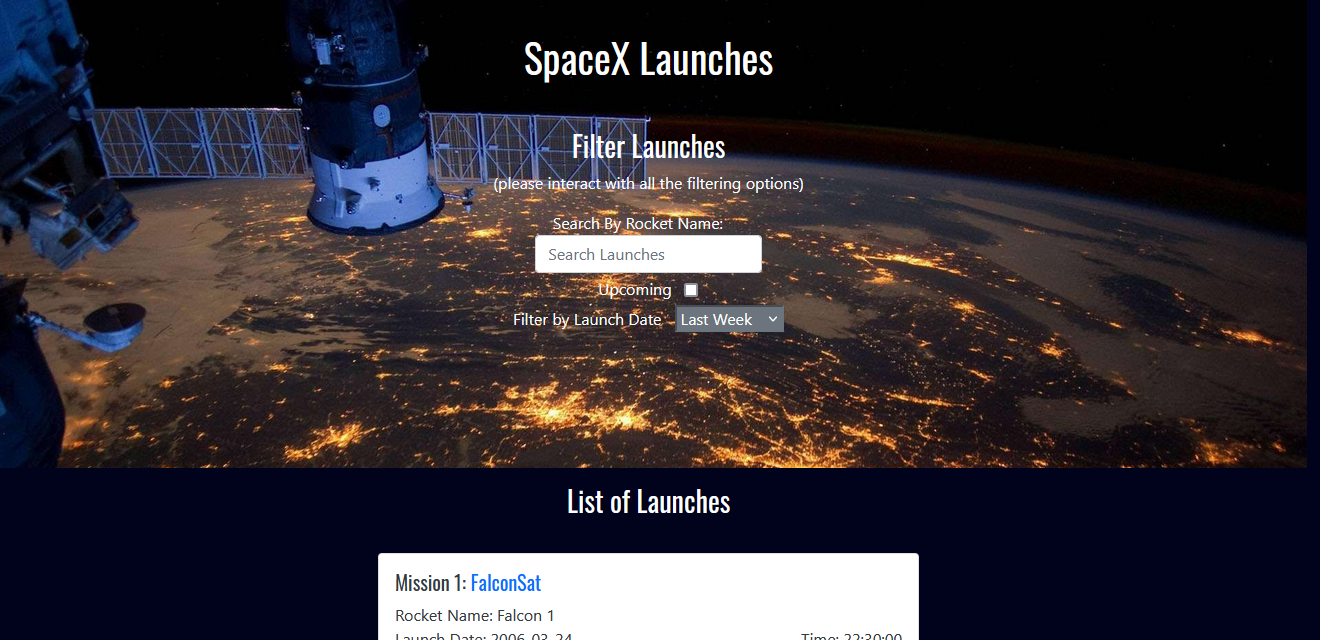 SpaceX Launches
Filter Launches
(please interact with all the filtering options)
Search By Rocket Name:
Search Launches
Upcoming
Filter by Launch Date Last Week
List of Launches
Mission 1: FalconSat
Rocket Name: Falcon 1
Launch Date: 2006-03-24 Time: 22:30:00